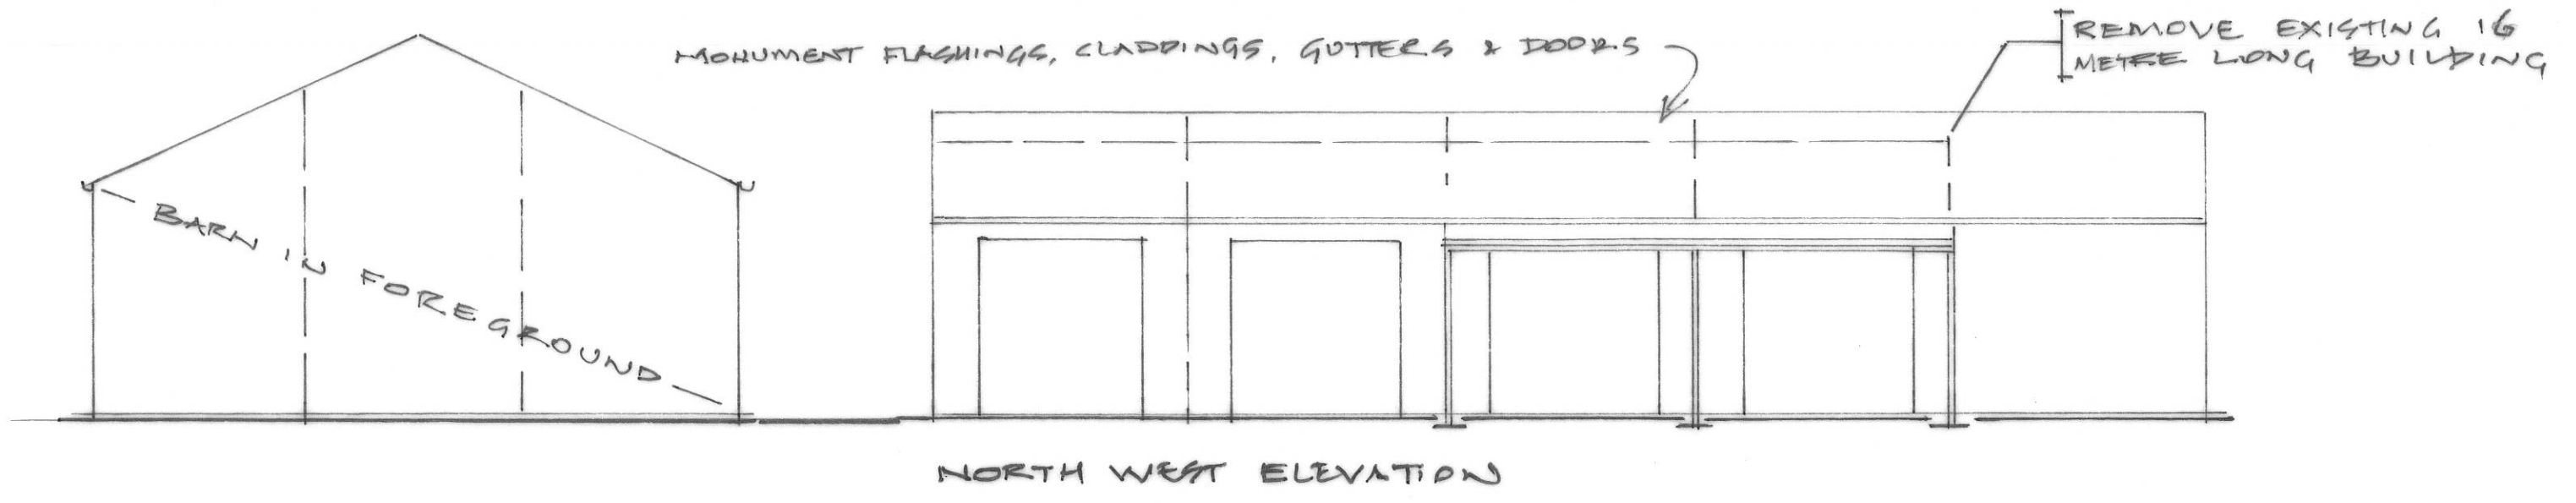 MONUMENT FLASHINGS, CLADDINGS, GUTTERS & DOORS
REMOVE EXISTING 16
METRE LONG BUILDING
BARN IN FOREGROUND
NORTH WEST ELEVATION